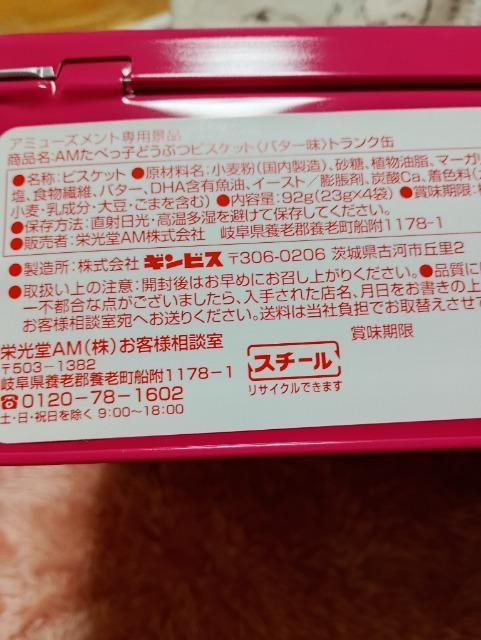 アミューズメント専用景品
商品名:AMたべっ子どうぶつビスケット〈バター味〉トランク缶
●名称:ビスケット ●原材料名:小麦粉(国内製造)、砂糖、植物油脂、マーガ
塩、食物繊維、バター、DHA含有魚油、イースト/膨脹剤、炭酸Ca、着色料(
小麦・乳成分・大豆・ごまを含む) ●内容量:92g(23g×4袋) ●賞味期限:
●保存方法:直射日光・高温多湿を避けて保存してください。
●販売者:栄光堂AM株式会社 岐阜県養老郡養老町船附1178-1
●製造所:株式会社 ギンビス 〒306-0206 茨城県古河市丘里2
●取扱い上の注意:開封後はお早めにお召し上がりください。●品質に
一不都合な点がございましたら、入手された店名、月日をお書きの上
お客様相談室宛へお送りください。送料は当社負担でお取替えさせて
栄光堂AM(株)お客様相談室
〒503-1382
岐阜県養老郡養老町船附1178-1
☎0120-78-1602
土・日・祝日を除く 9:00〜18:00
スチール
リサイクルできます
賞味期限